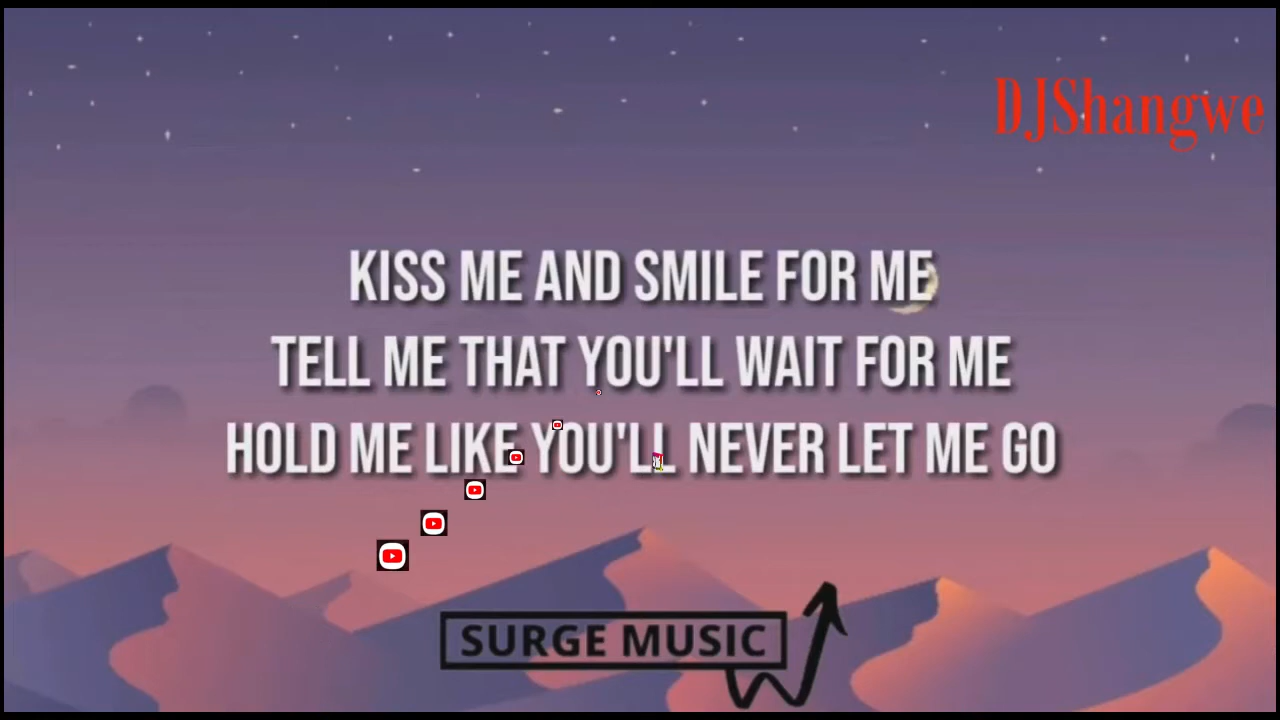 DJShangwe
KISS ME AND SMILE FOR ME
TELL ME THAT YOU'LL WAIT FOR ME
HOLD ME LIKE YOU'LL NEVER LET ME GO
SURGE MUSIC